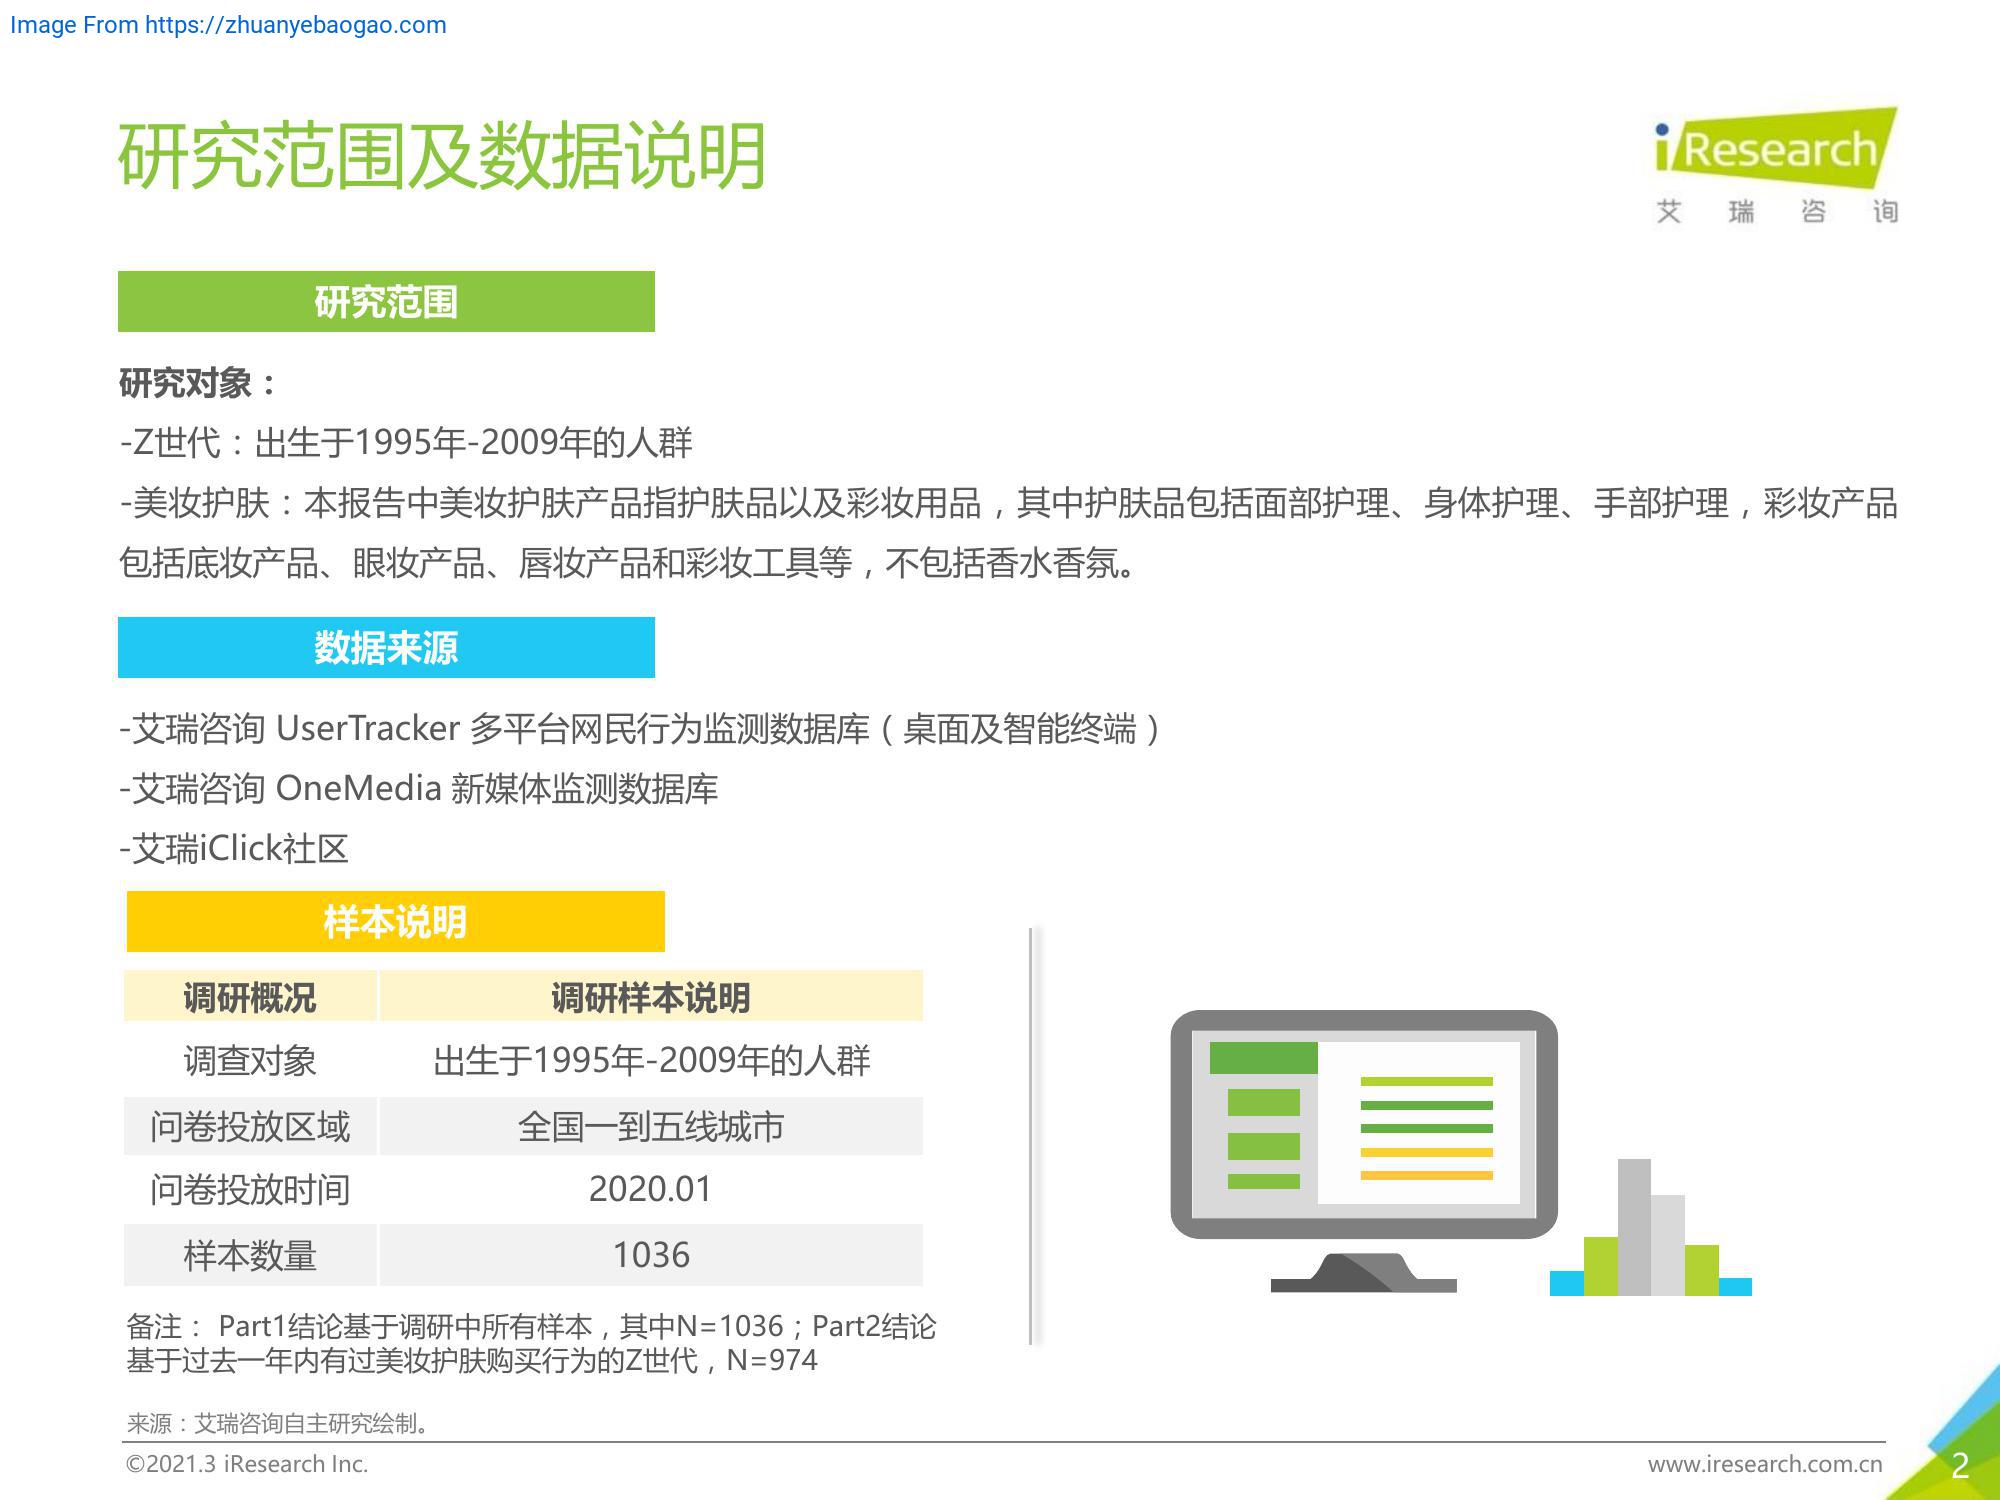 Image From https://zhuanyebaogao.com
研究范围及数据说明
iResearch
艾瑞咨询
研究范围
研究对象：
-Z世代：出生于1995年-2009年的人群
-美妆护肤：本报告中美妆护肤产品指护肤品以及彩妆用品，其中护肤品包括面部护理、身体护理、手部护理，彩妆产品
包括底妆产品、眼妆产品、唇妆产品和彩妆工具等，不包括香水香氛。
数据来源
-艾瑞咨询 UserTracker 多平台网民行为监测数据库（桌面及智能终端）
-艾瑞咨询 OneMedia 新媒体监测数据库
-艾瑞iClick社区
样本说明
调研概况 调研样本说明
调查对象 出生于1995年-2009年的人群
问卷投放区域 全国一到五线城市
问卷投放时间 2020.01
样本数量 1036
备注： Part1结论基于调研中所有样本，其中N=1036；Part2结论
基于过去一年内有过美妆护肤购买行为的Z世代，N=974
来源：艾瑞咨询自主研究绘制。
©2021.3 iResearch Inc. www.iresearch.com.cn 2